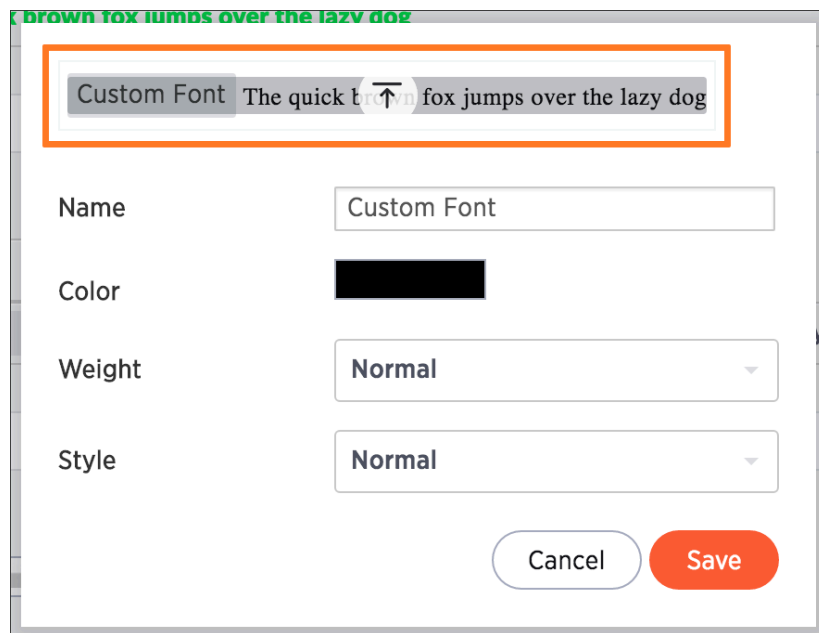 brown fox jumps over the lazy dog
Custom Font The quick brown fox jumps over the lazy dog
Name Custom Font
Color
Weight Normal
Style Normal
Cancel Save